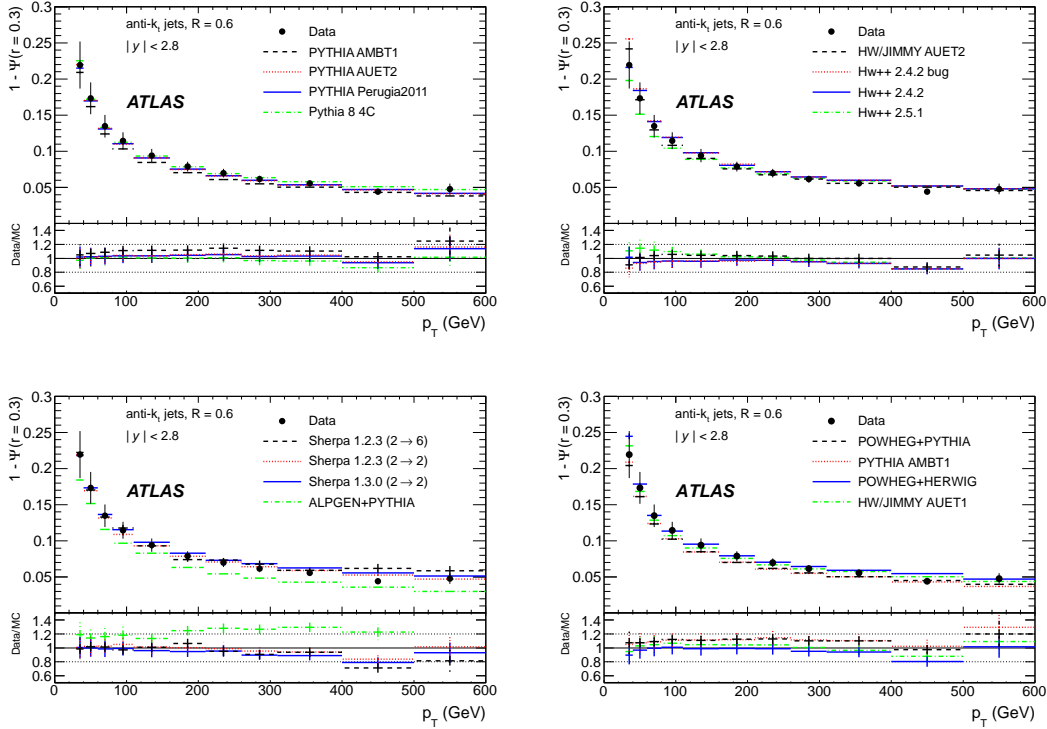 anti-k_t jets, R = 0.6
| y | < 2.8
Data
PYTHIA AMBT1
PYTHIA AUET2
PYTHIA Perugia2011
Pythia 8 4C
ATLAS
1 - Ψ(r = 0.3)
0.3
0.25
0.2
0.15
0.1
0.05
Data/MC
1.4
1.2
1
0.8
0.6
0 100 200 300 400 500 600
p_T (GeV)
anti-k_t jets, R = 0.6
| y | < 2.8
Data
HW/JIMMY AUET2
Hw++ 2.4.2 bug
Hw++ 2.4.2
Hw++ 2.5.1
ATLAS
1 - Ψ(r = 0.3)
0.3
0.25
0.2
0.15
0.1
0.05
Data/MC
1.4
1.2
1
0.8
0.6
0 100 200 300 400 500 600
p_T (GeV)
anti-k_t jets, R = 0.6
| y | < 2.8
Data
Sherpa 1.2.3 (2→6)
Sherpa 1.2.3 (2→2)
Sherpa 1.3.0 (2→2)
ALPGEN+PYTHIA
ATLAS
1 - Ψ(r = 0.3)
0.3
0.25
0.2
0.15
0.1
0.05
Data/MC
1.4
1.2
1
0.8
0.6
0 100 200 300 400 500 600
p_T (GeV)
anti-k_t jets, R = 0.6
| y | < 2.8
Data
POWHEG+PYTHIA
PYTHIA AMBT1
POWHEG+HERWIG
HW/JIMMY AUET1
ATLAS
1 - Ψ(r = 0.3)
0.3
0.25
0.2
0.15
0.1
0.05
Data/MC
1.4
1.2
1
0.8
0.6
0 100 200 300 400 500 600
p_T (GeV)